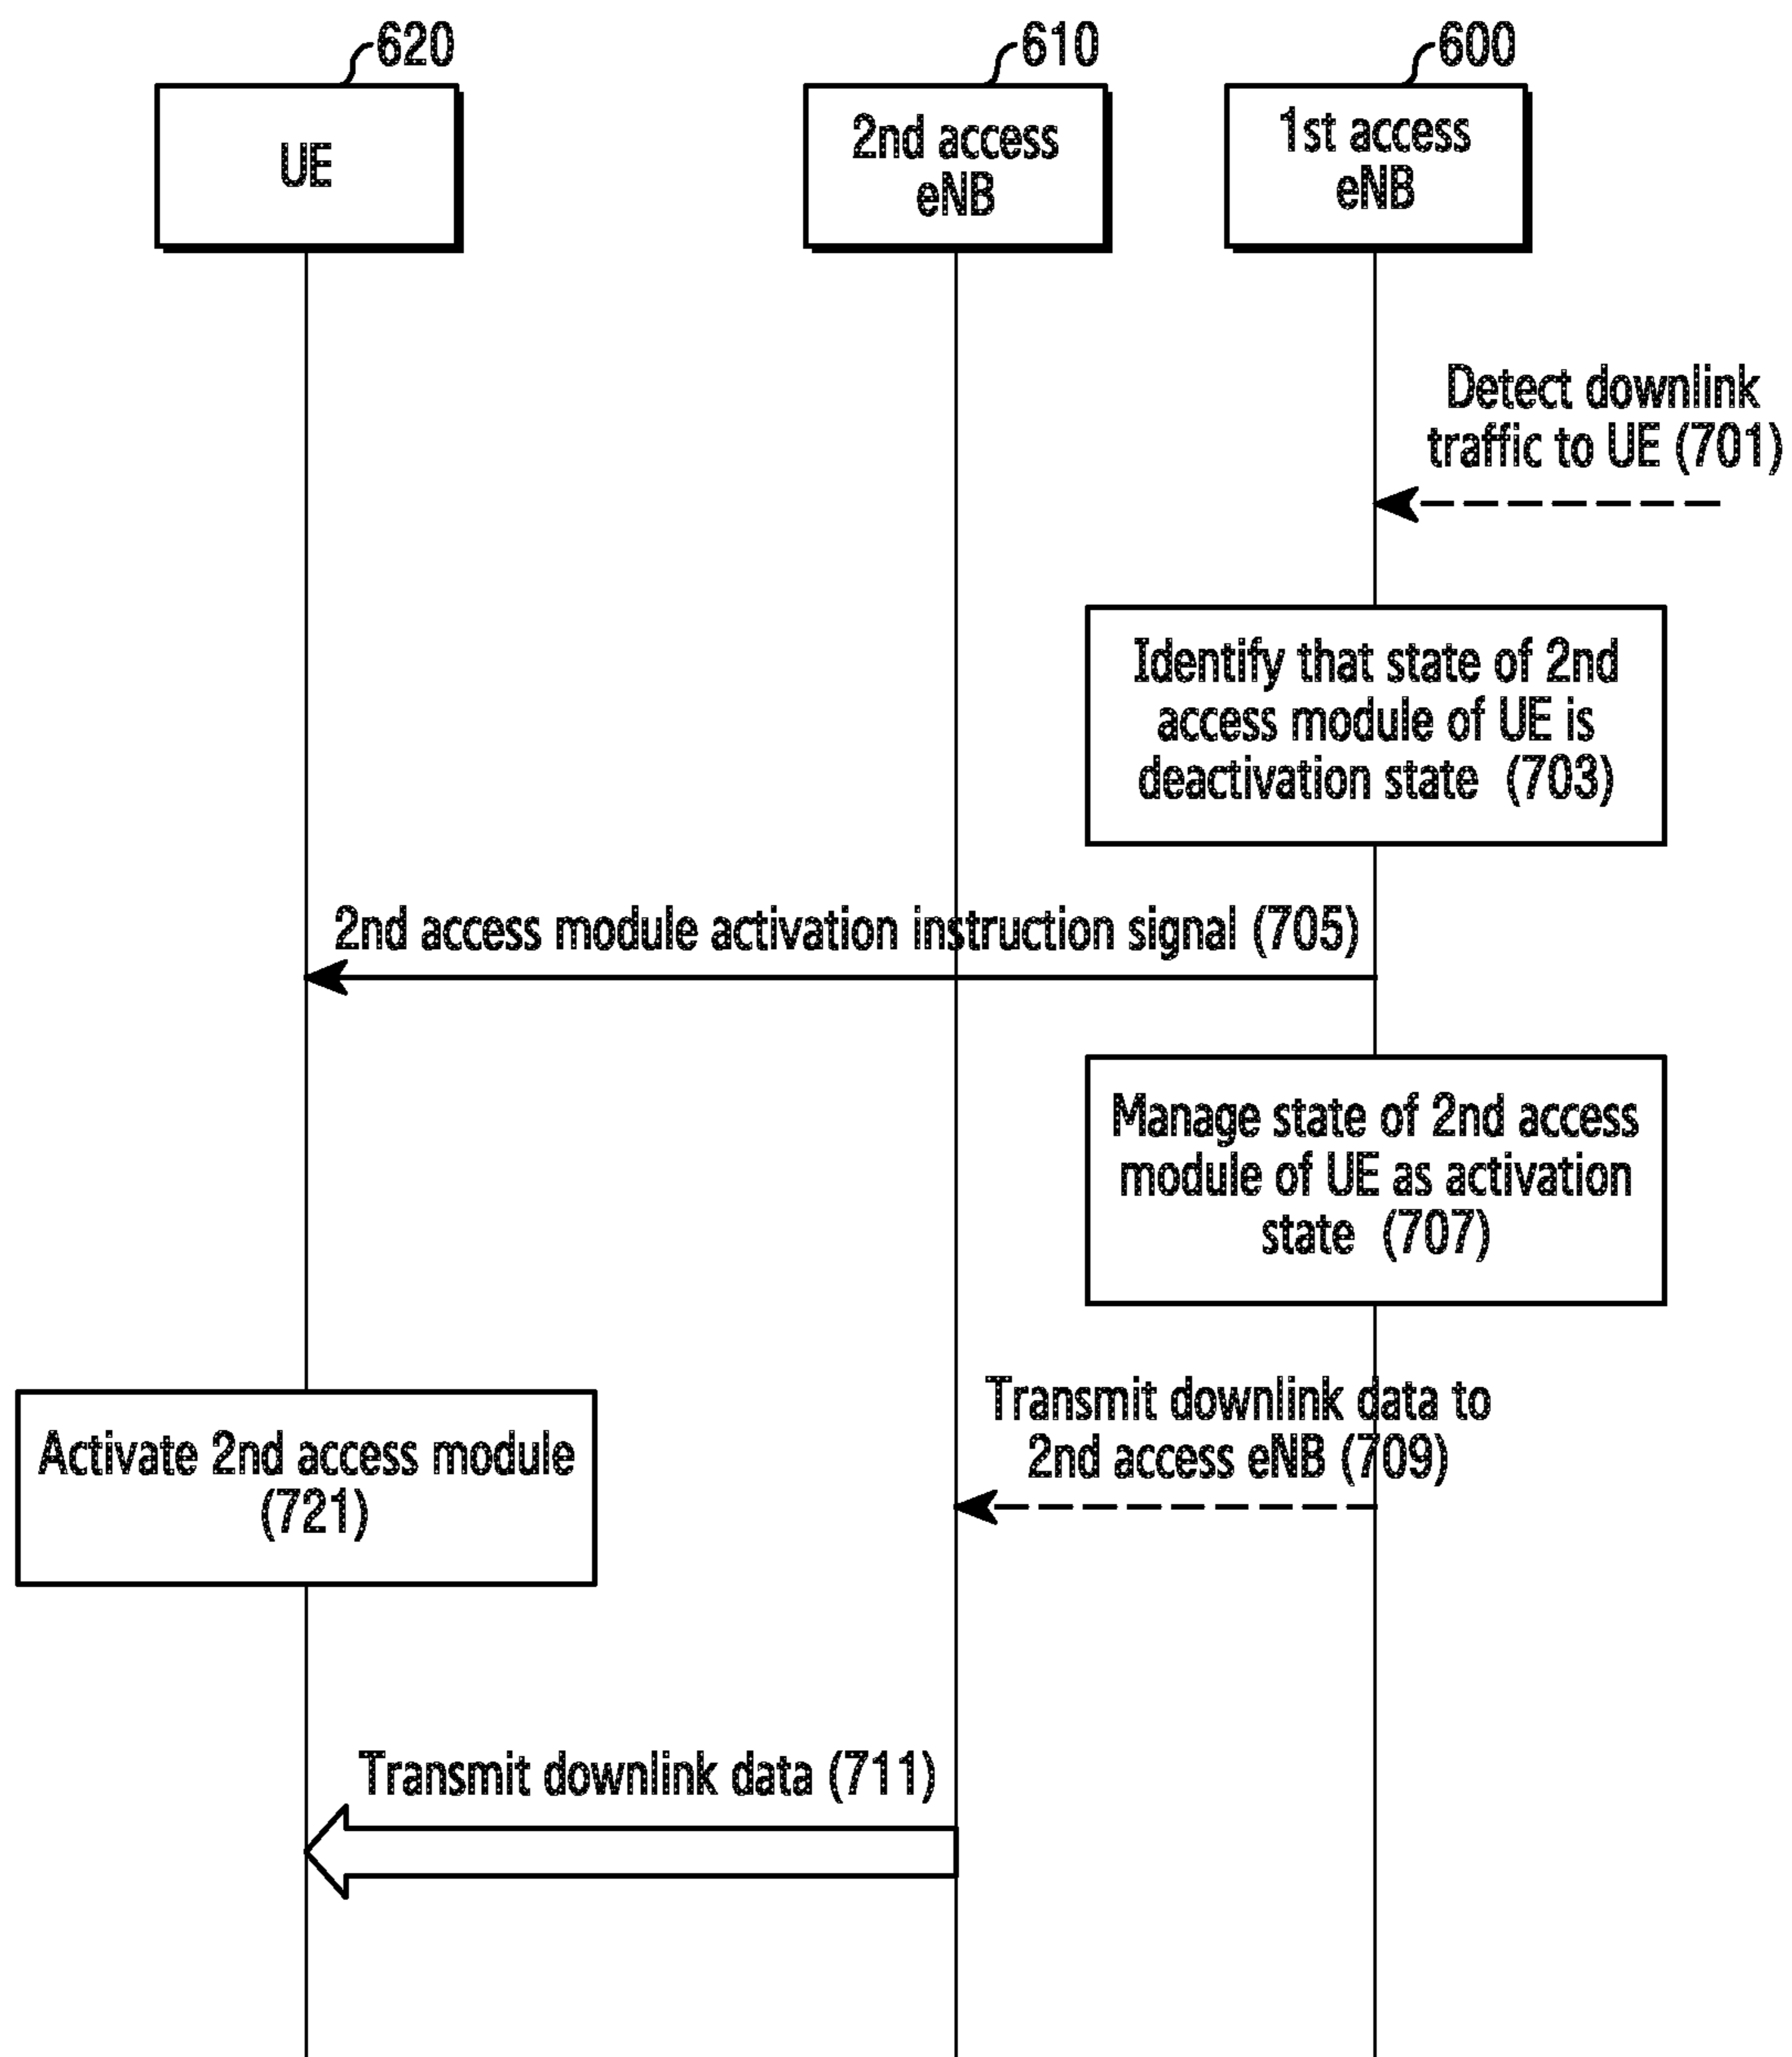 620
610
600
UE
2nd access
eNB
1st access
eNB
Detect downlink
traffic to UE (701)
Identify that state of 2nd
access module of UE is
deactivation state (703)
2nd access module activation instruction signal (705)
Manage state of 2nd access
module of UE as activation
state (707)
Transmit downlink data to
2nd access eNB (709)
Activate 2nd access module
(721)
Transmit downlink data (711)